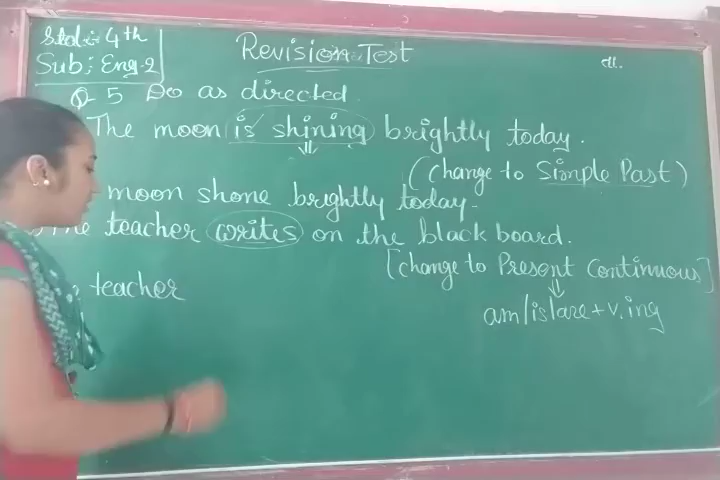 Std :- 4th
Sub: Eng-2
Revision Test
dt.
Q 5 Do as directed.
The moon is shining brightly today.
(Change to Simple Past)
moon shone brightly today-
The teacher writes on the black board.
[Change to Present Continuous]
teacher
am/is/are+v.ing